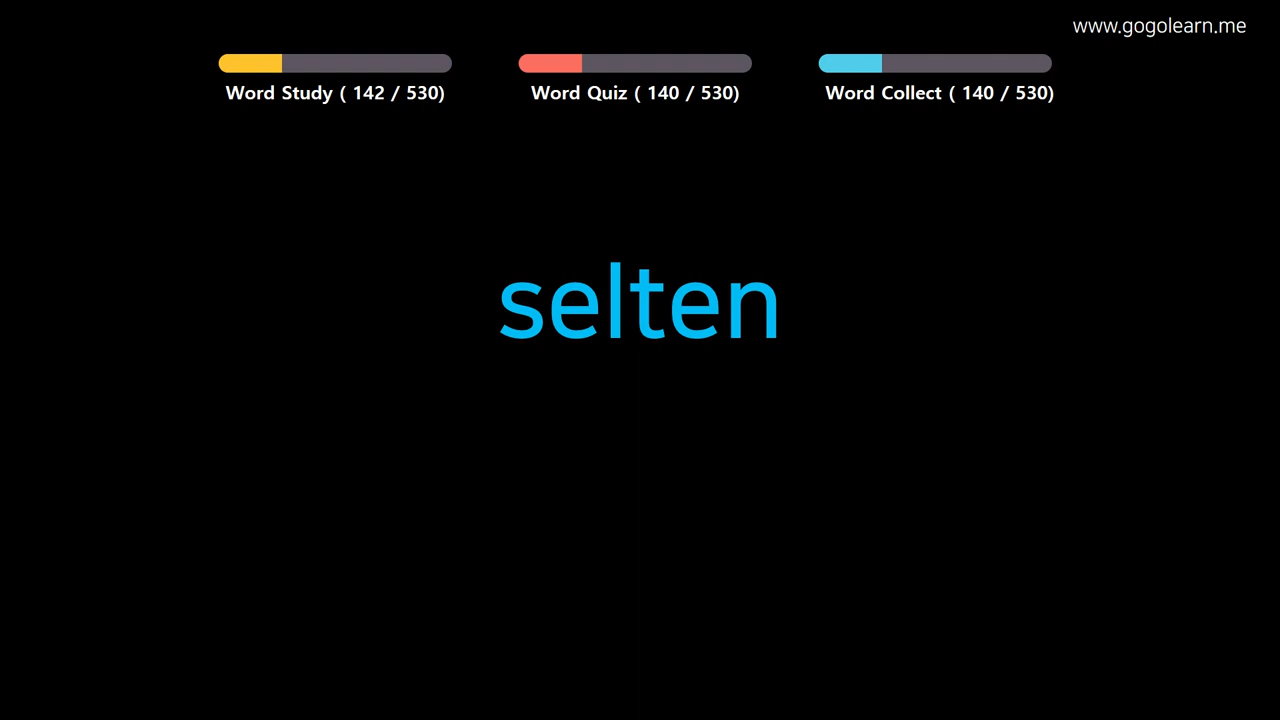 www.gogolearn.me
Word Study ( 142 / 530)
Word Quiz ( 140 / 530)
Word Collect ( 140 / 530)
selten